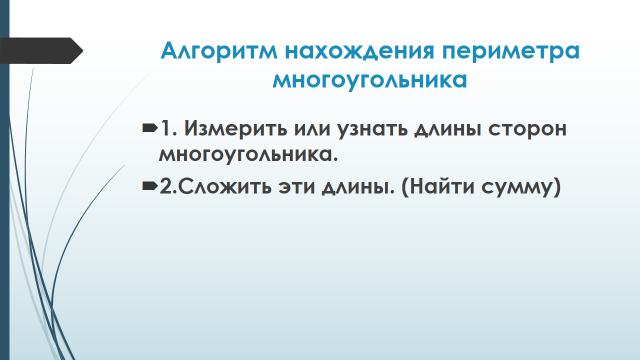 Алгоритм нахождения периметра
многоугольника
1. Измерить или узнать длины сторон
многоугольника.
2.Сложить эти длины. (Найти сумму)